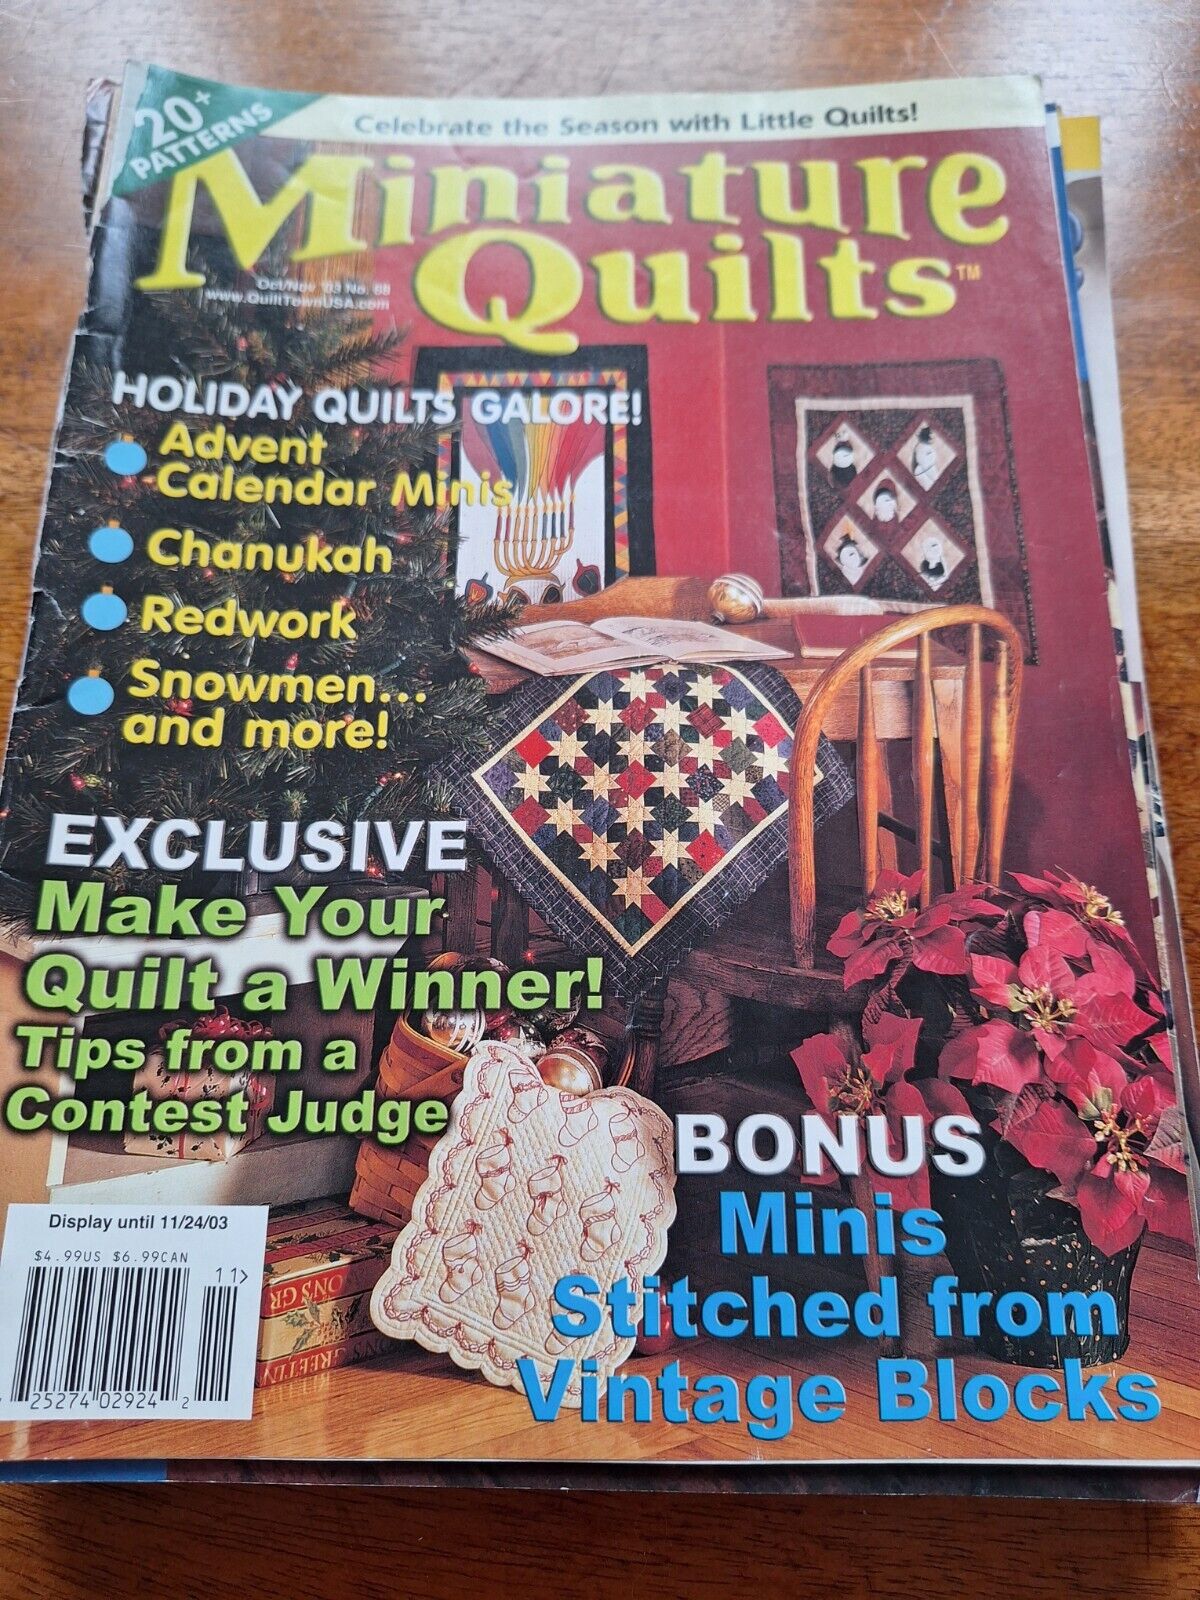 20+
PATTERNS
Celebrate the Season with Little Quilts!
Miniature
Quilts™
Oct/Nov '03 No. 68
www.QuiltTownUSA.com
HOLIDAY QUILTS GALORE!
Advent
Calendar Minis
Chanukah
Redwork
Snowmen...
and more!
EXCLUSIVE
Make Your
Quilt a Winner!
Tips from a
Contest Judge
BONUS
Minis
Stitched from
Vintage Blocks
Display until 11/24/03
$4.99US $6.99CAN
11>
25274 02924 2